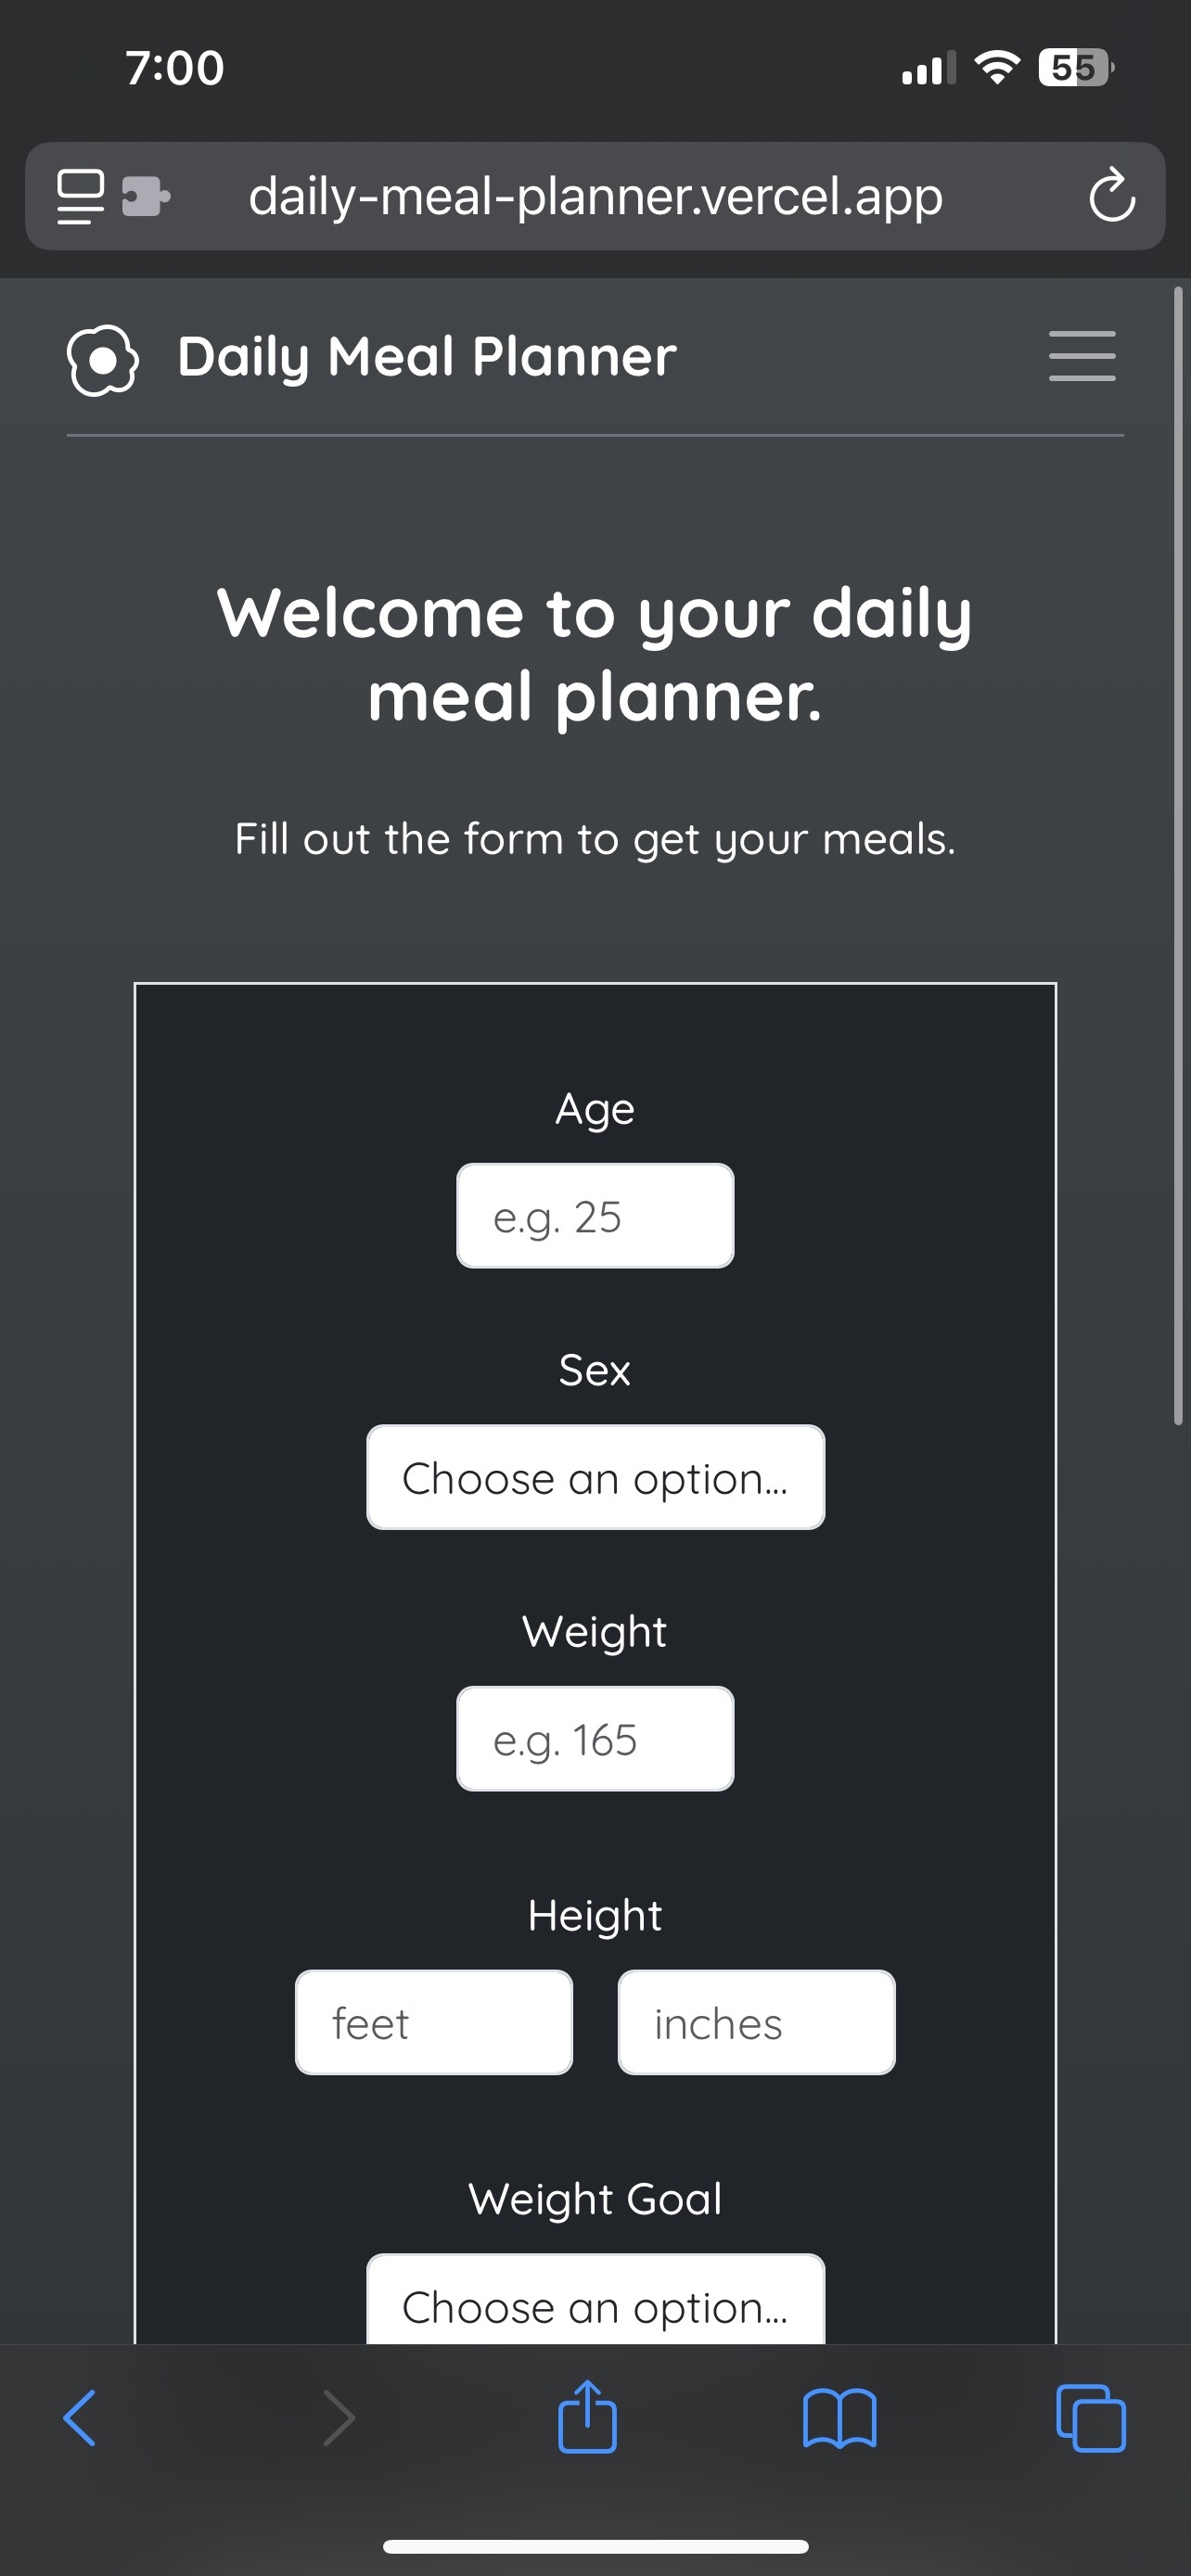 7:00
55
daily-meal-planner.vercel.app
Daily Meal Planner
Welcome to your daily
meal planner.
Fill out the form to get your meals.
Age
e.g. 25
Sex
Choose an option...
Weight
e.g. 165
Height
feet
inches
Weight Goal
Choose an option...